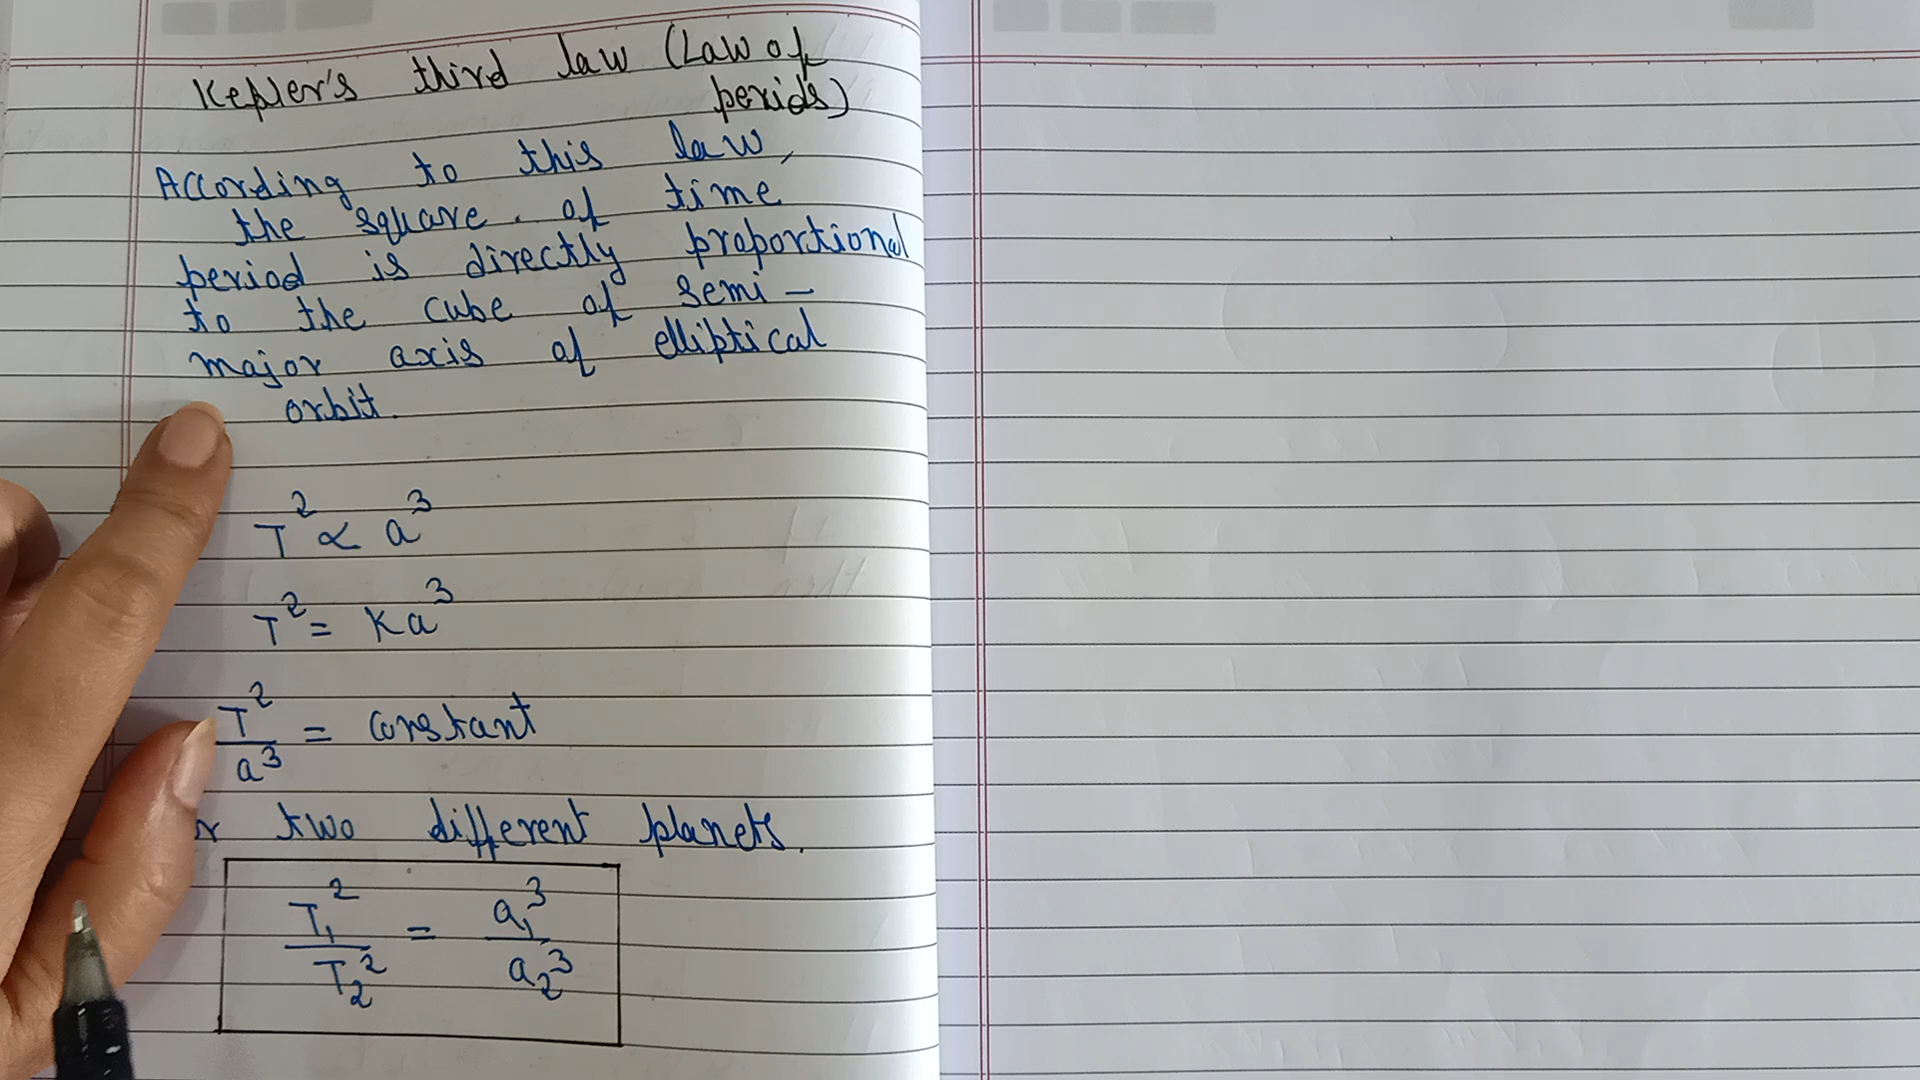 Kepler's third law (Law of
periods)
According to this law,
the square of time
period is directly proportional
to the cube of semi-
major axis of elliptical
orbit.
T² ∝ a³
T² = Ka³
T²/a³ = constant
two different planets.
T₁²/T₂² = a₁³/a₂³